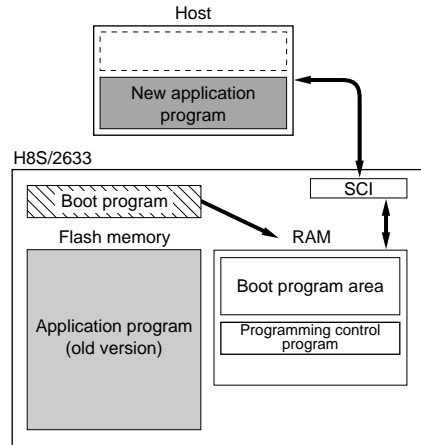 Host
New application
program
H8S/2633
SCI
Boot program
Flash memory
RAM
Boot program area
Application program
(old version)
Programming control
program